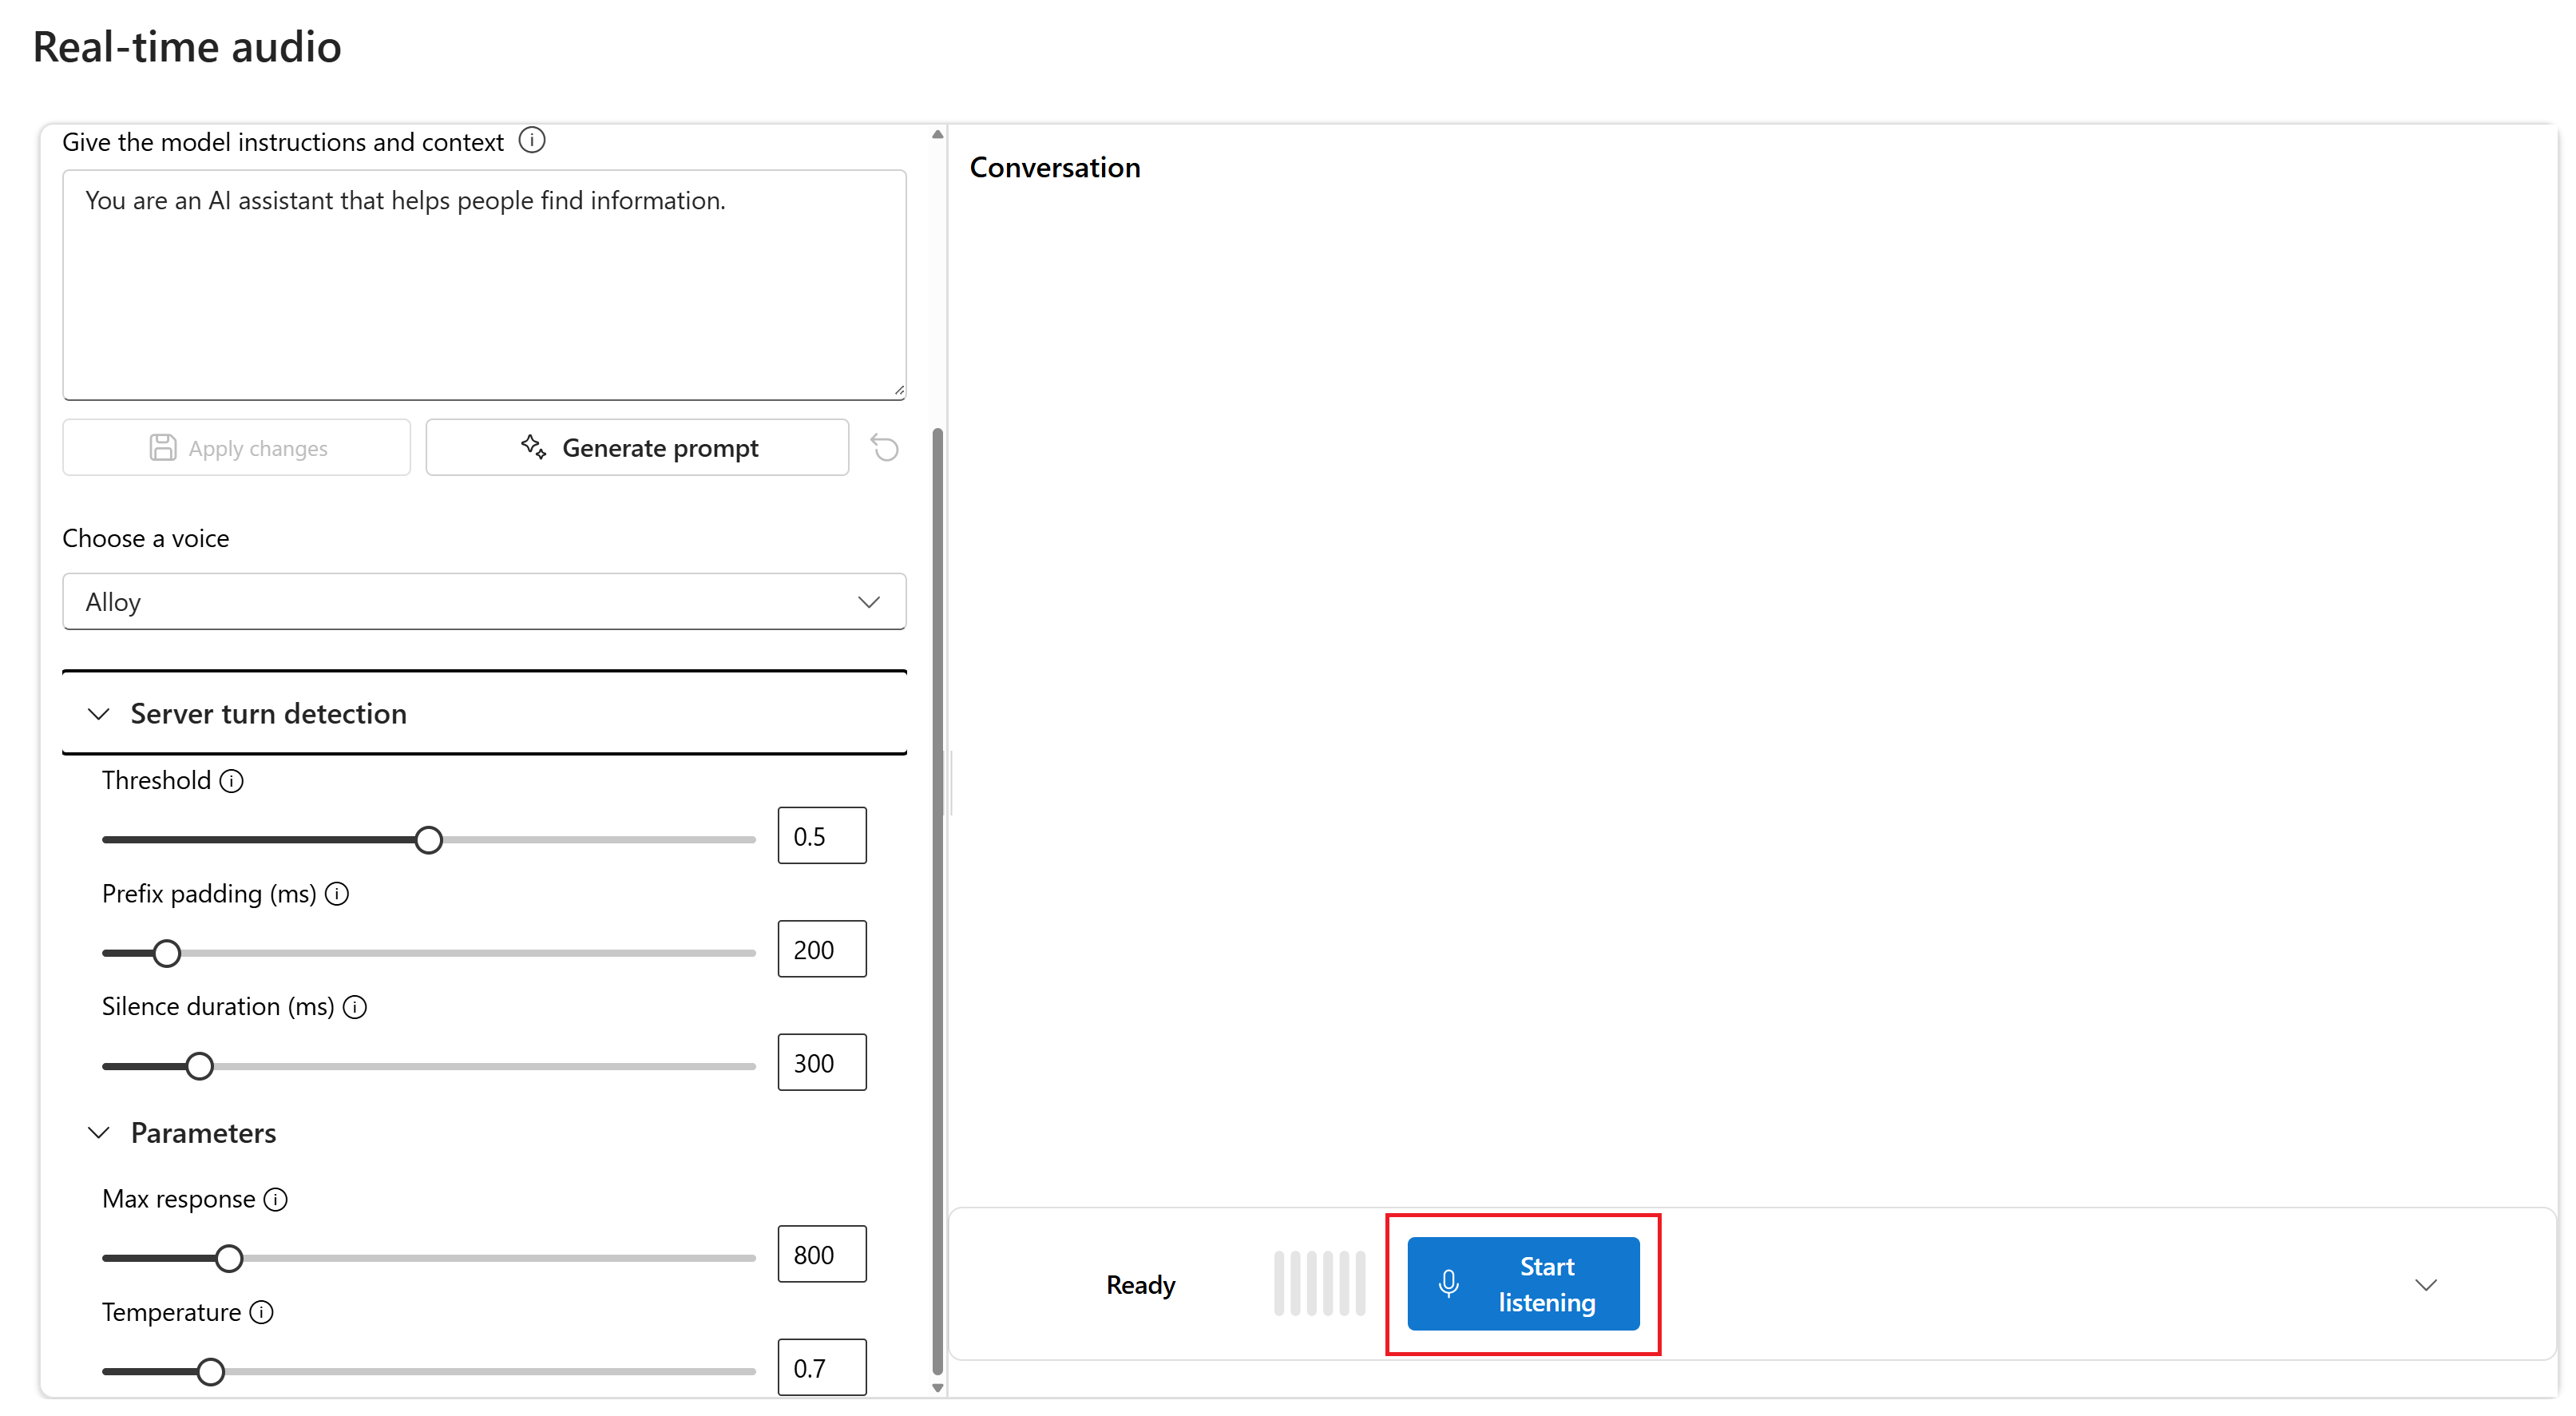 Real-time audio
Give the model instructions and context
You are an AI assistant that helps people find information.
Apply changes
Generate prompt
Choose a voice
Alloy
Server turn detection
Threshold
0.5
Prefix padding (ms)
200
Silence duration (ms)
300
Parameters
Max response
800
Temperature
0.7
Conversation
Ready
Start
listening